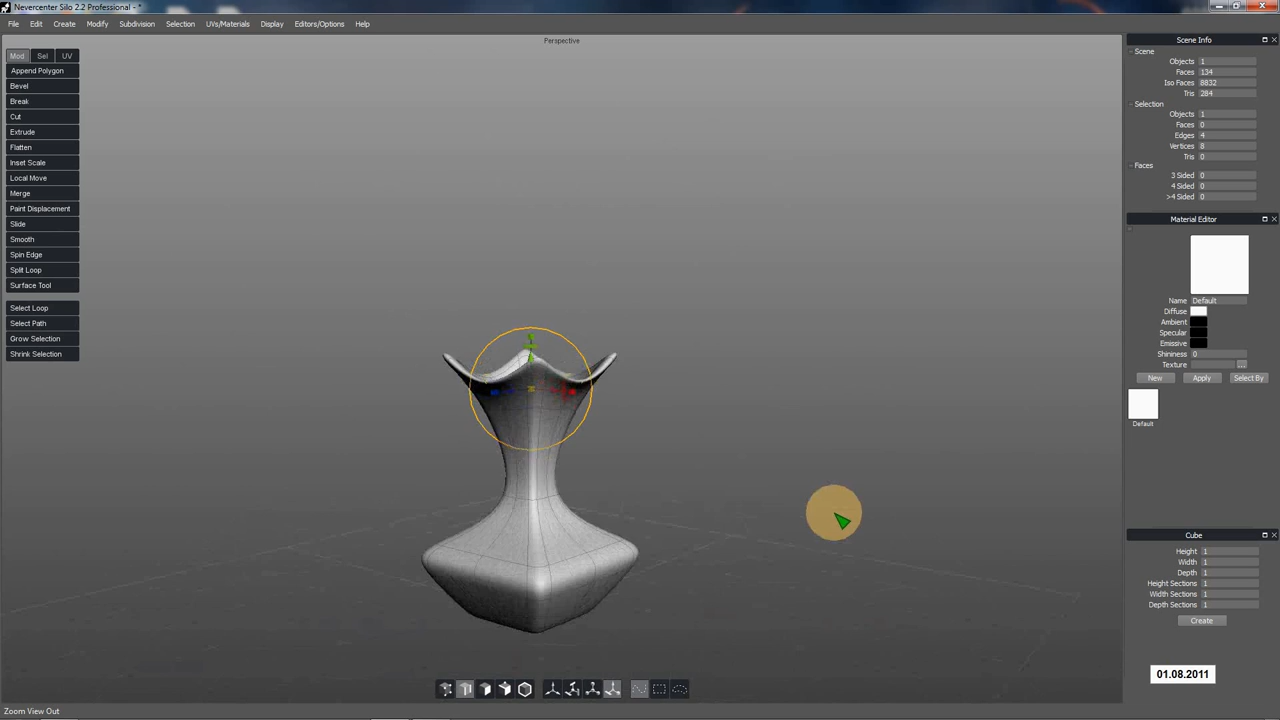 Nevercenter Silo 2.2 Professional - *
File Edit Create Modify Subdivision Selection UVs/Materials Display Editors/Options Help
Perspective
Mod Sel UV
Append Polygon
Bevel
Break
Cut
Extrude
Flatten
Inset Scale
Local Move
Merge
Paint Displacement
Slide
Smooth
Spin Edge
Split Loop
Surface Tool
Select Loop
Select Path
Grow Selection
Shrink Selection
Scene Info
Scene
Objects 1
Faces 134
Iso Faces 8832
Tris 284
Selection
Objects 1
Faces 0
Edges 4
Vertices 8
Tris 0
Faces
3 Sided 0
4 Sided 0
>4 Sided 0
Material Editor
Name Default
Diffuse
Ambient
Specular
Emissive
Shininess 0
Texture ...
New Apply Select By
Default
Cube
Height 1
Width 1
Depth 1
Height Sections 1
Width Sections 1
Depth Sections 1
Create
01.08.2011
Zoom View Out